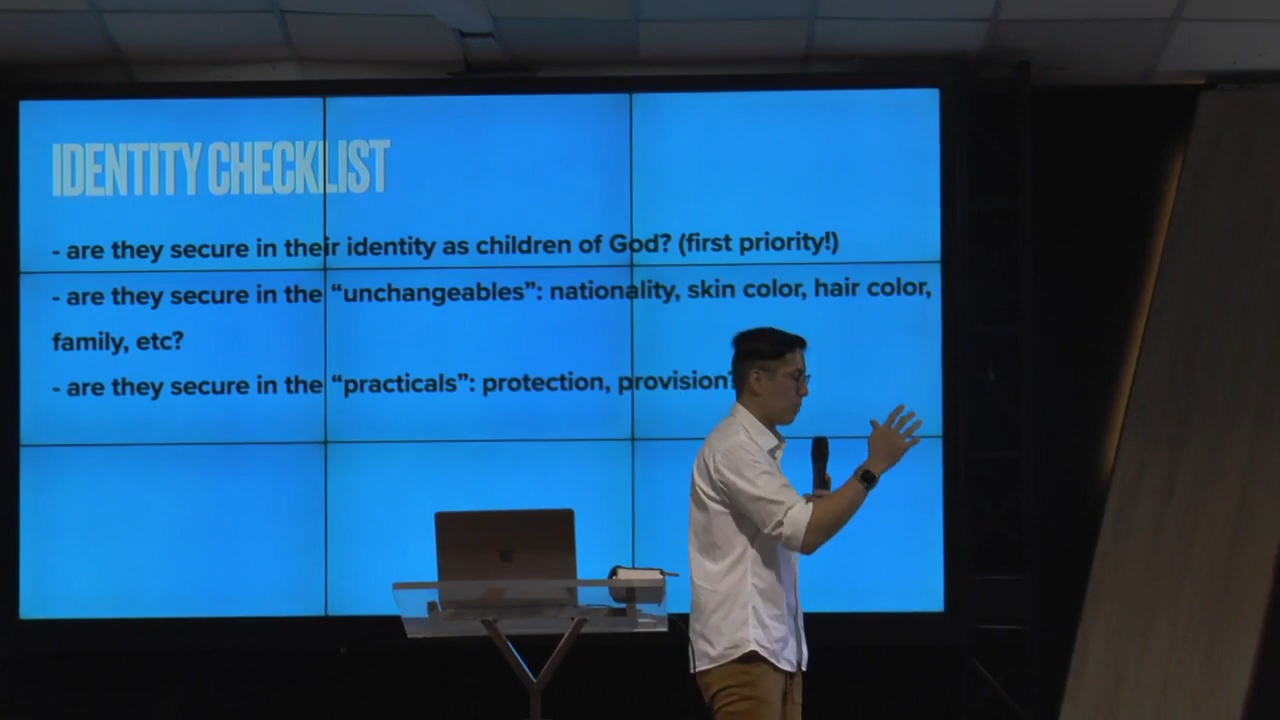 IDENTITY CHECKLIST
- are they secure in their identity as children of God? (first priority!)
- are they secure in the “unchangeables”: nationality, skin color, hair color,
family, etc?
- are they secure in the “practicals”: protection, provision?